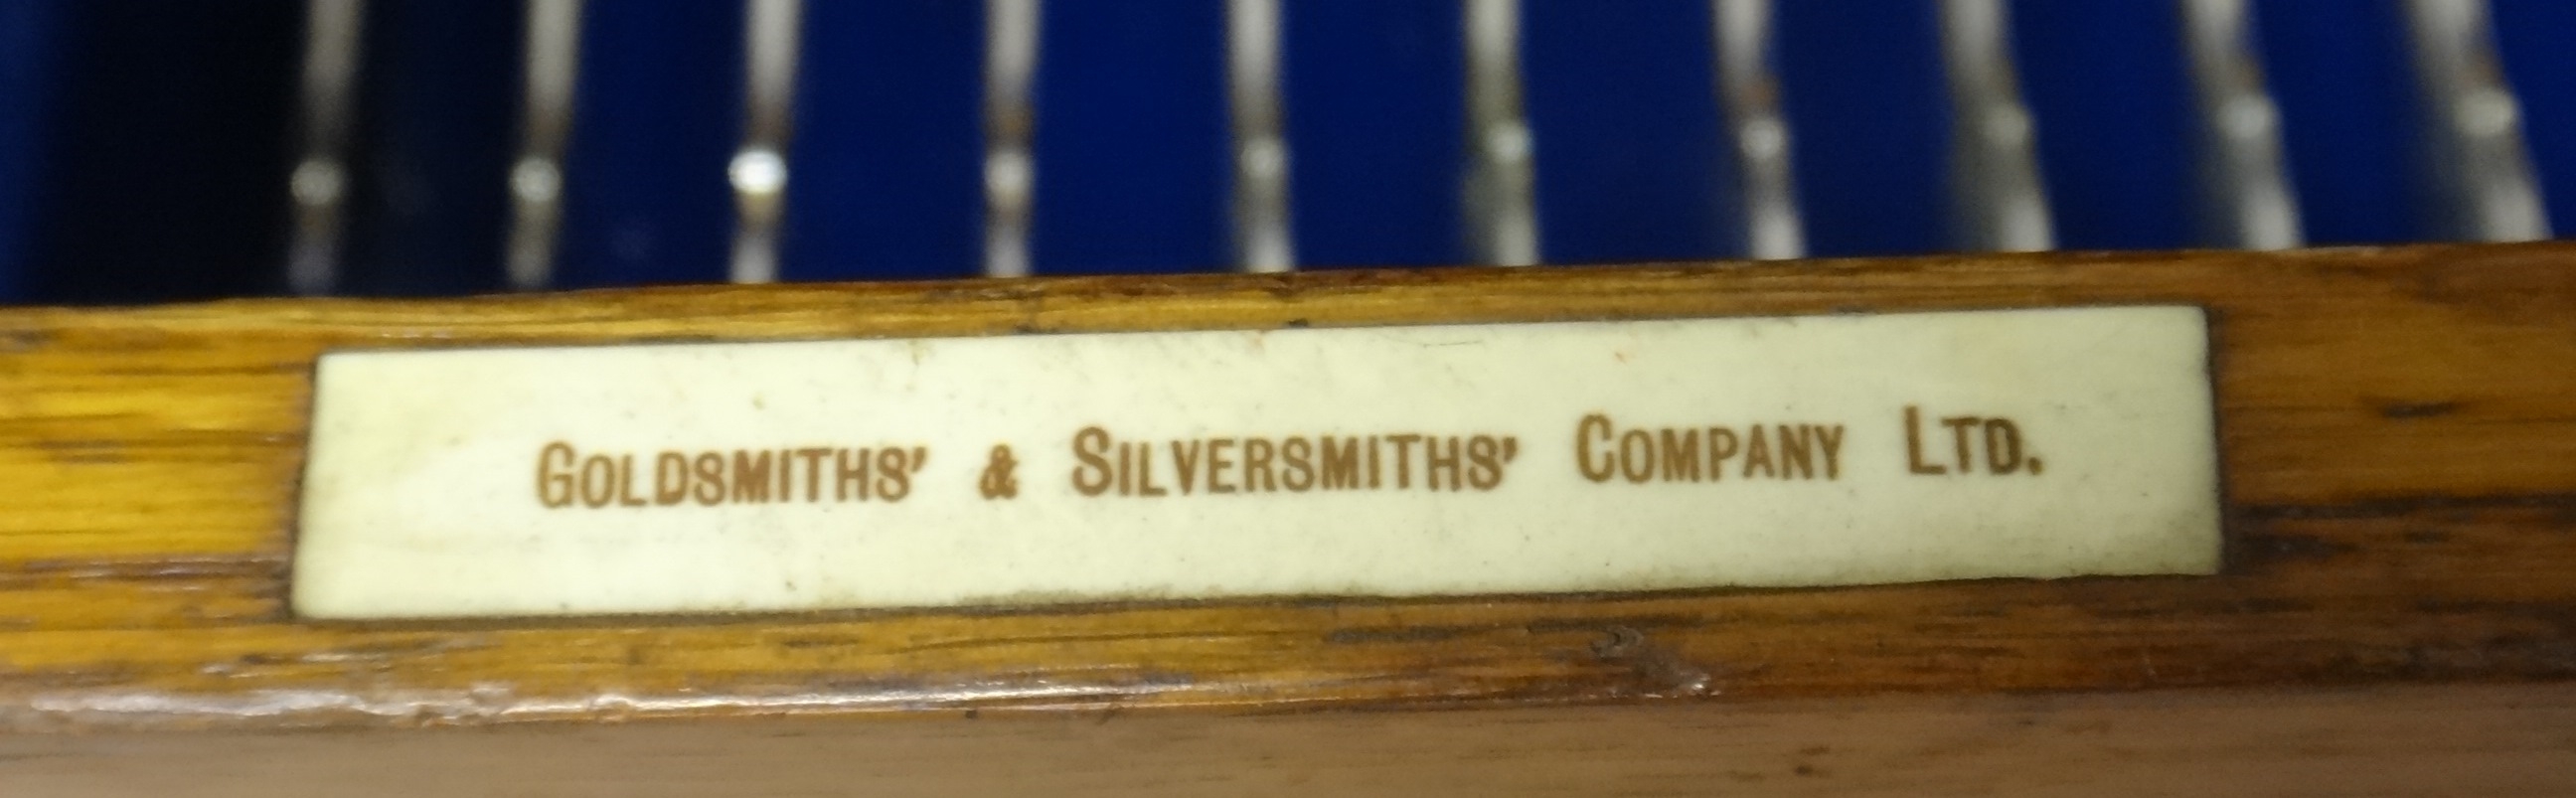 GOLDSMITHS' & SILVERSMITHS' COMPANY LTD.